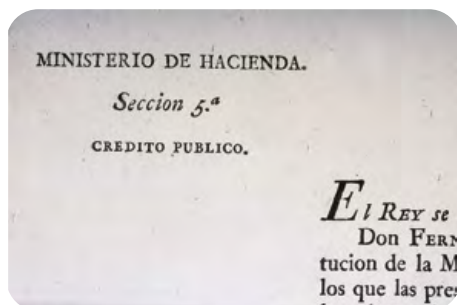 MINISTERIO DE HACIENDA.
Seccion 5.ª
CREDITO PUBLICO.
El REY se
Don FERN
tucion de la M
los que las pres